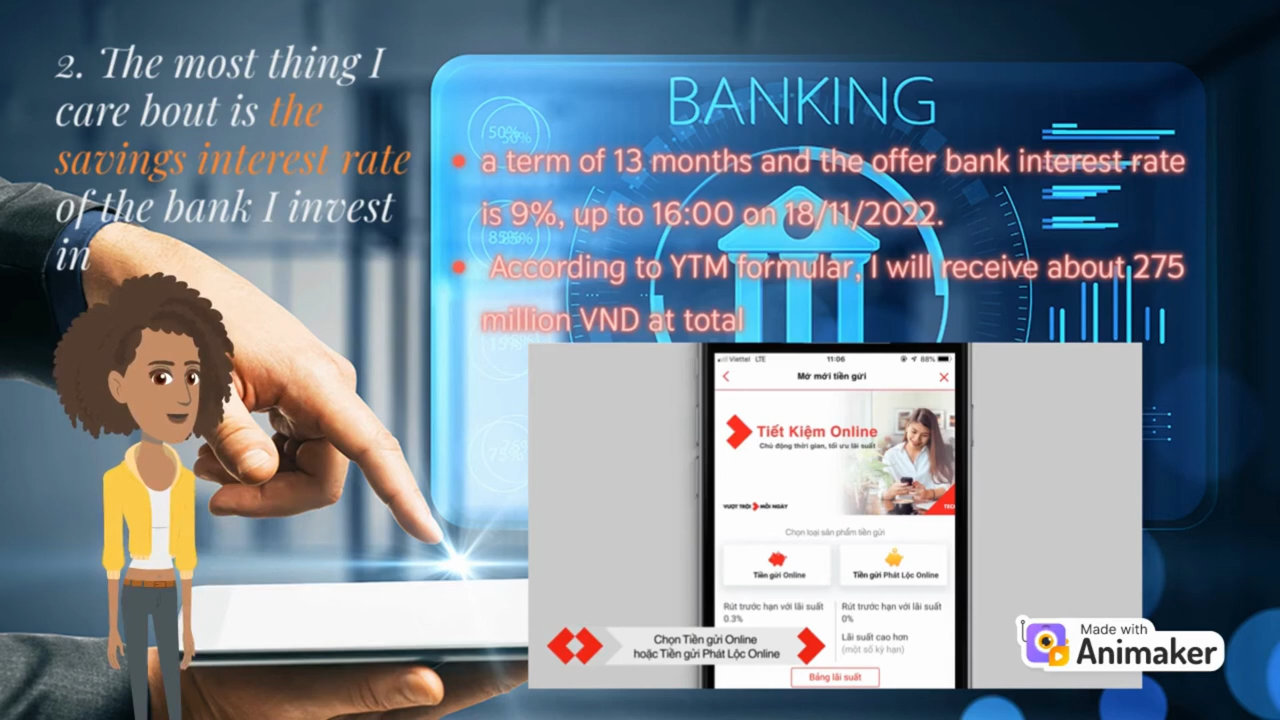 2. The most thing I
care bout is the
savings interest rate
of the bank I invest
in
BANKING
• a term of 13 months and the offer bank interest rate
is 9%, up to 16:00 on 18/11/2022.
• According to YTM formular, I will receive about 275
million VND at total
50%
85%
15%
75%
Viettel LTE 11:06 88%
Mở mới tiền gửi
Tiết Kiệm Online
Chủ động thời gian, tối ưu lãi suất
VƯỢT TRỘI MỖI NGÀY
TEC
Chọn loại sản phẩm tiền gửi
Tiền gửi Online
Tiền gửi Phát Lộc Online
Rút trước hạn với lãi suất
0.3%
Rút trước hạn với lãi suất
0%
Lãi suất cao hơn
(một số kỳ hạn)
Chọn Tiền gửi Online
hoặc Tiền gửi Phát Lộc Online
Bảng lãi suất
Made with
Animaker